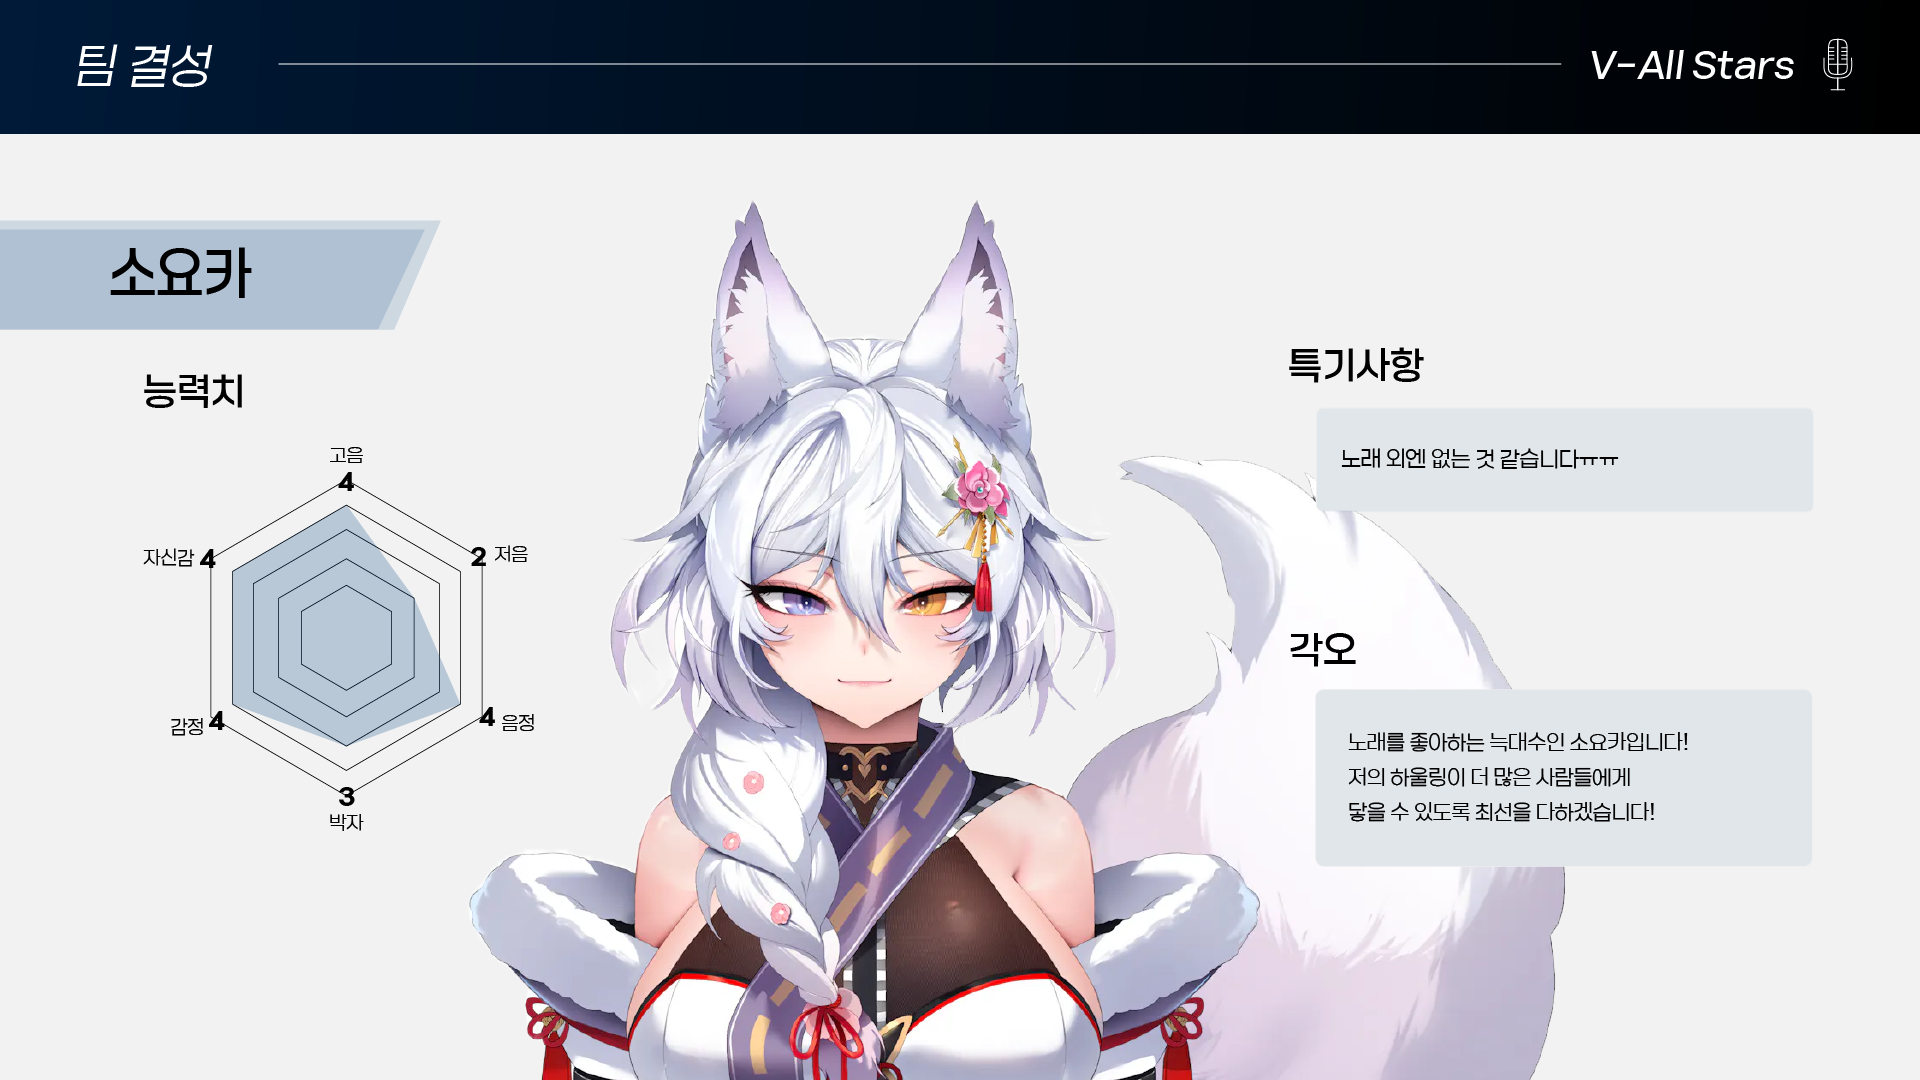 팀 결성
V-All Stars
소요카
능력치
고음
4
자신감 4
2 저음
감정 4
4 음정
3
박자
특기사항
노래 외엔 없는 것 같습니다ㅠㅠ
각오
노래를 좋아하는 늑대수인 소요카입니다!
저의 하울링이 더 많은 사람들에게
닿을 수 있도록 최선을 다하겠습니다!